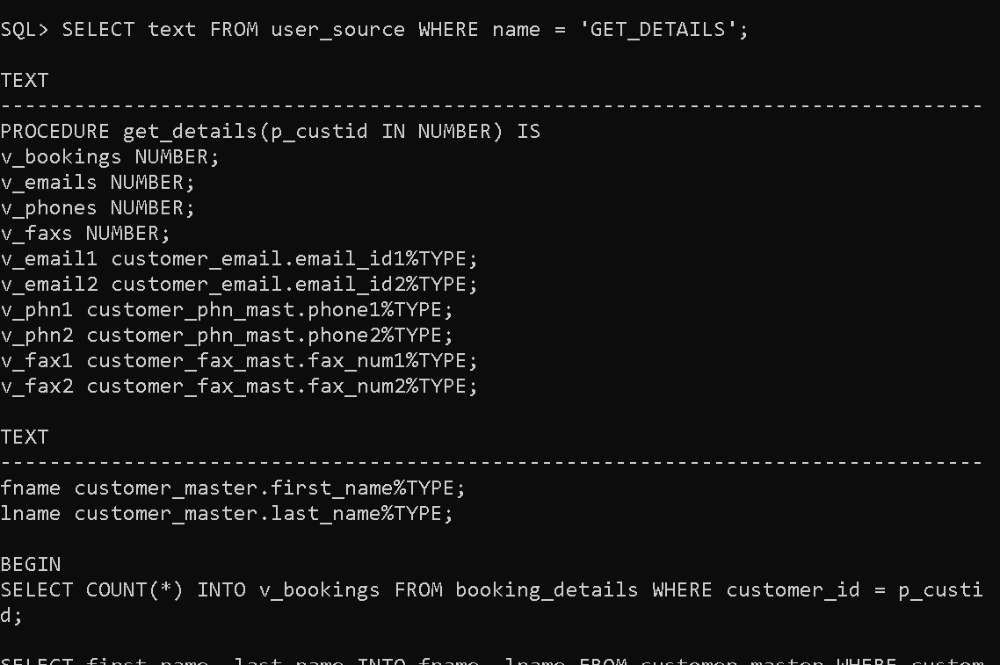 SQL> SELECT text FROM user_source WHERE name = 'GET_DETAILS';
TEXT
--------------------------------------------------------------------------------
PROCEDURE get_details(p_custid IN NUMBER) IS
v_bookings NUMBER;
v_emails NUMBER;
v_phones NUMBER;
v_faxs NUMBER;
v_email1 customer_email.email_id1%TYPE;
v_email2 customer_email.email_id2%TYPE;
v_phn1 customer_phn_mast.phone1%TYPE;
v_phn2 customer_phn_mast.phone2%TYPE;
v_fax1 customer_fax_mast.fax_num1%TYPE;
v_fax2 customer_fax_mast.fax_num2%TYPE;
TEXT
--------------------------------------------------------------------------------
fname customer_master.first_name%TYPE;
lname customer_master.last_name%TYPE;
BEGIN
SELECT COUNT(*) INTO v_bookings FROM booking_details WHERE customer_id = p_custi
d;
SELECT first_name, last_name INTO fname, lname FROM customer_master WHERE custom